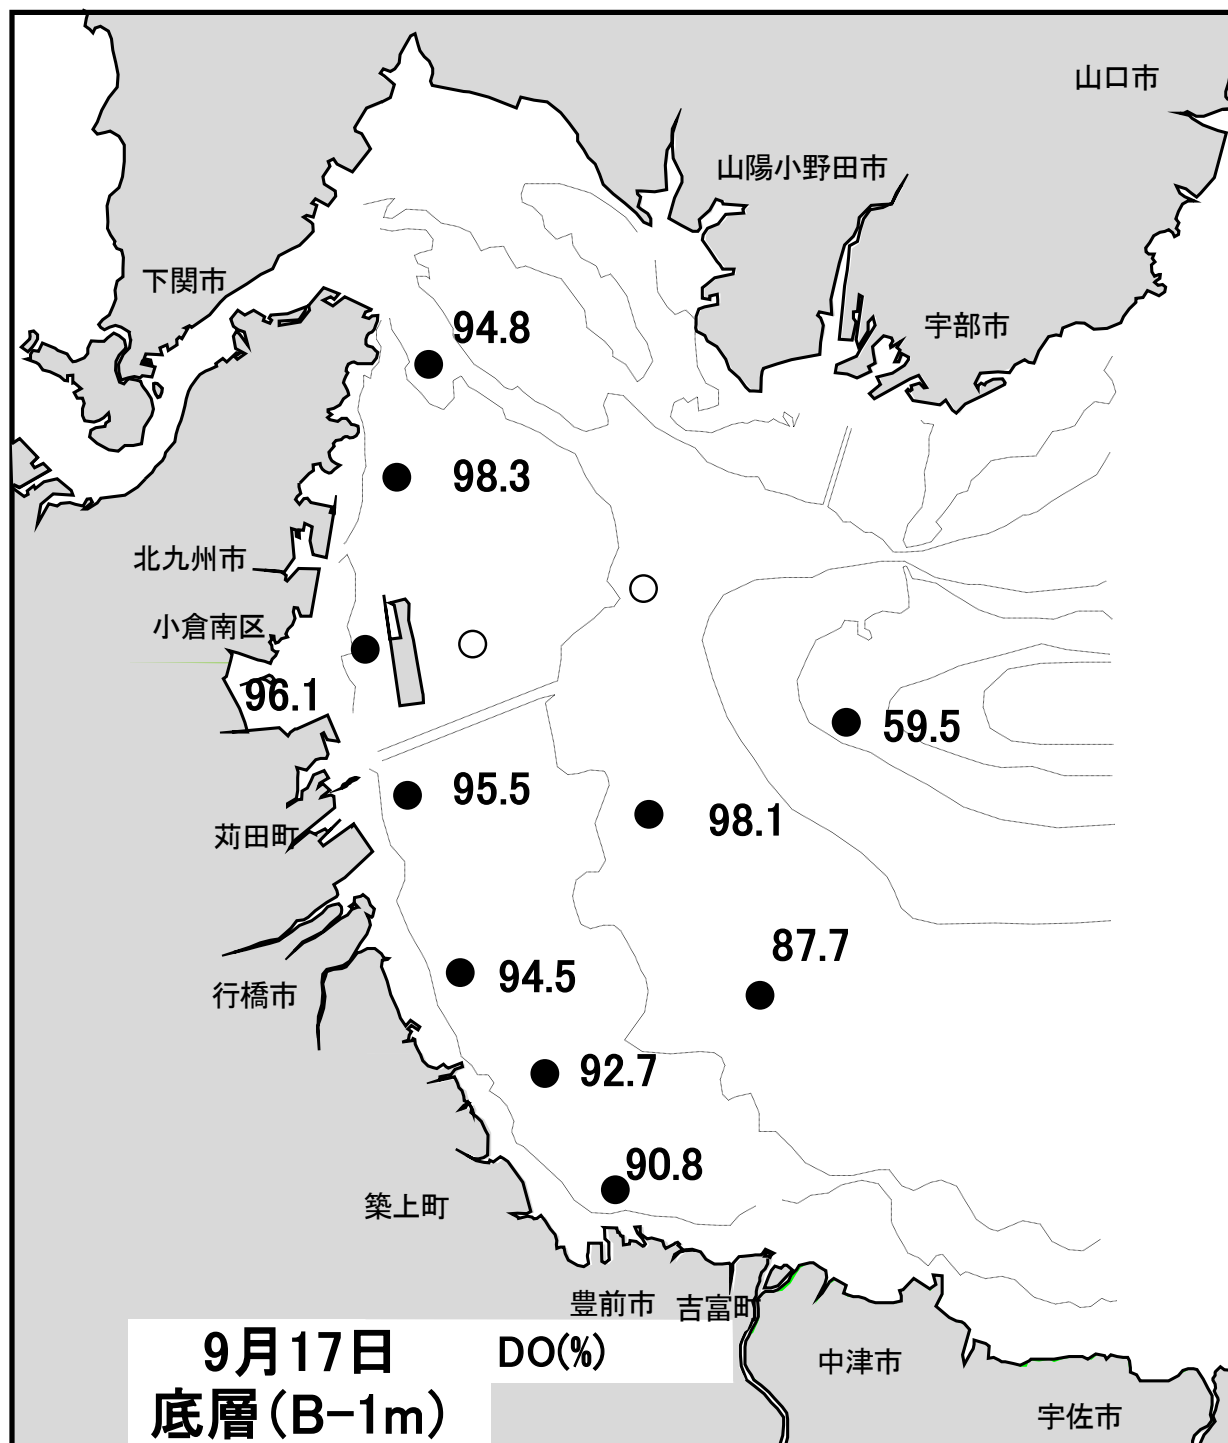 山口市
山陽小野田市
下関市
宇部市
94.8
98.3
北九州市
小倉南区
96.1
59.5
95.5
98.1
苅田町
87.7
94.5
行橋市
92.7
90.8
築上町
豊前市 吉富町
9月17日 DO(%)
中津市
底層(B-1m)
宇佐市